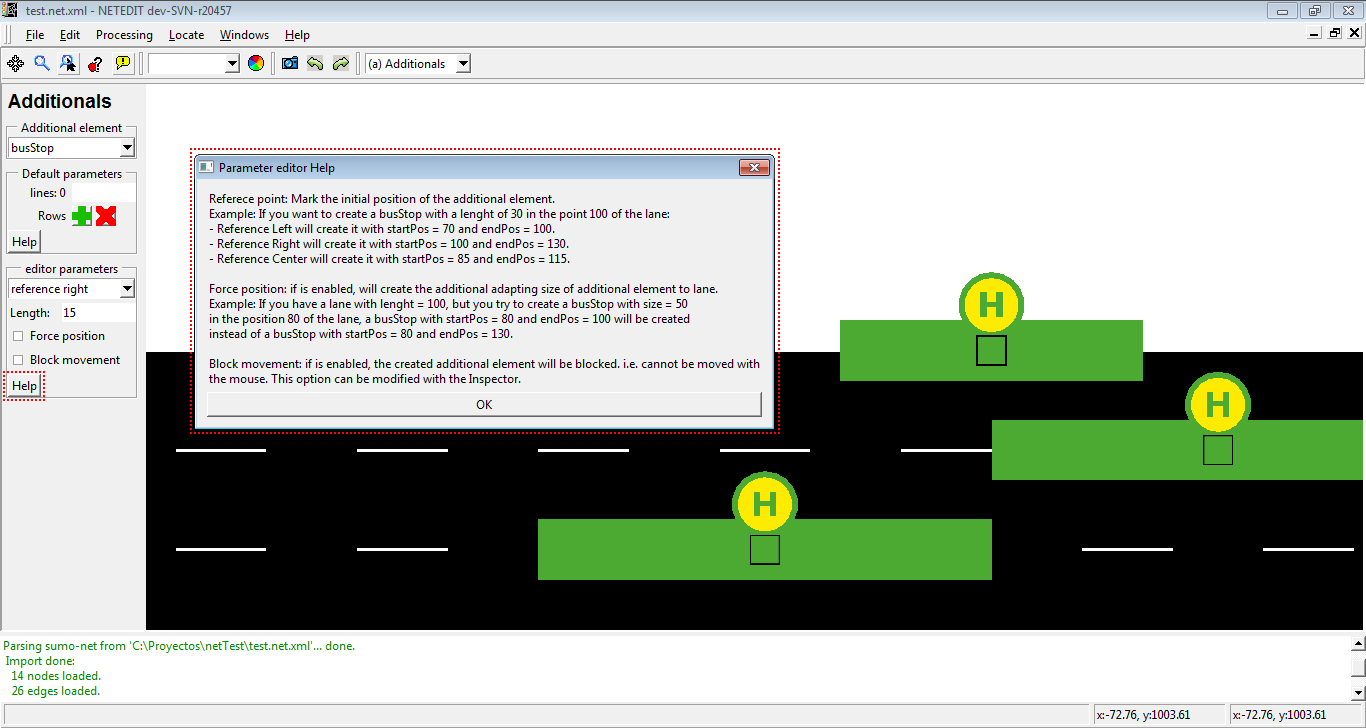 test.net.xml - NETEDIT dev-SVN-r20457
File Edit Processing Locate Windows Help
(a) Additionals
Additionals
Additional element
busStop
Default parameters
lines: 0
Rows
Help
editor parameters
reference right
Length: 15
Force position
Block movement
Help
Parameter editor Help
Referece point: Mark the initial position of the additional element.
Example: If you want to create a busStop with a lenght of 30 in the point 100 of the lane:
- Reference Left will create it with startPos = 70 and endPos = 100.
- Reference Right will create it with startPos = 100 and endPos = 130.
- Reference Center will create it with startPos = 85 and endPos = 115.
Force position: if is enabled, will create the additional adapting size of additional element to lane.
Example: If you have a lane with lenght = 100, but you try to create a busStop with size = 50
in the position 80 of the lane, a busStop with startPos = 80 and endPos = 100 will be created
instead of a busStop with startPos = 80 and endPos = 130.
Block movement: if is enabled, the created additional element will be blocked. i.e. cannot be moved with
the mouse. This option can be modified with the Inspector.
OK
H
H
H
Parsing sumo-net from 'C:\Proyectos\netTest\test.net.xml'... done.
Import done:
14 nodes loaded.
26 edges loaded.
x:-72.76, y:1003.61 x:-72.76, y:1003.61